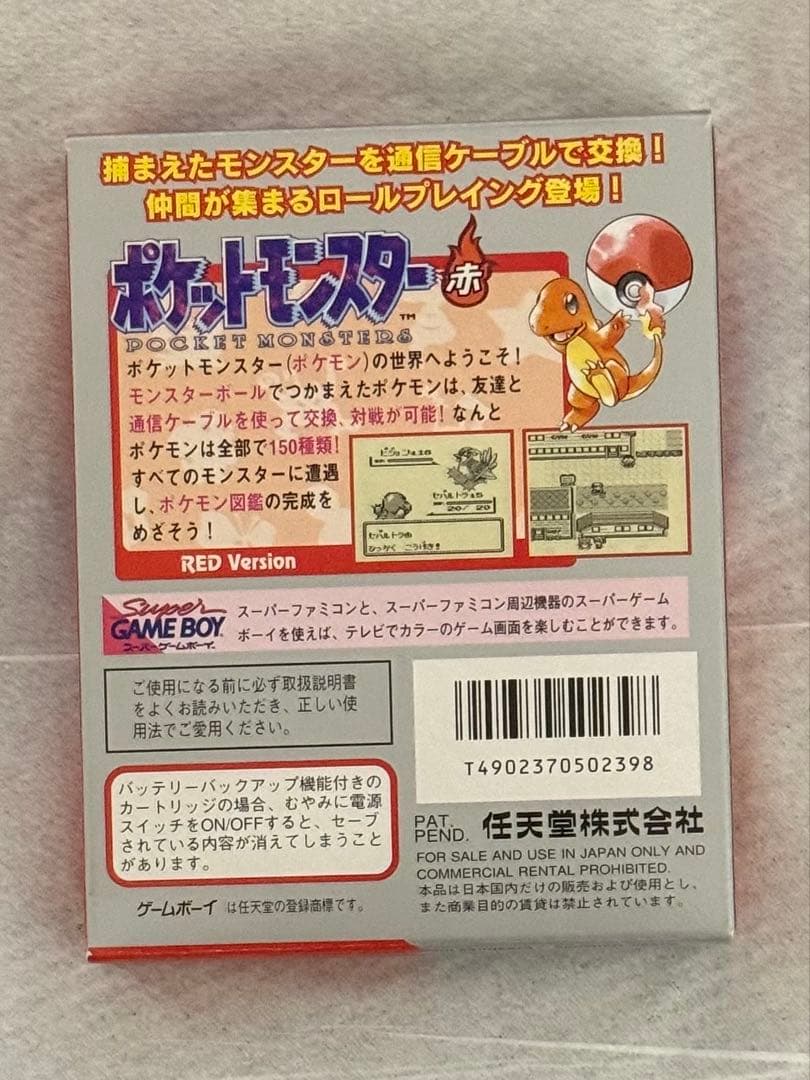 捕まえたモンスターを通信ケーブルで交換！
仲間が集まるロールプレイング登場！
ポケットモンスター 赤
TM
POCKET MONSTERS
ポケットモンスター(ポケモン)の世界へようこそ！
モンスターボールでつかまえたポケモンは、友達と
通信ケーブルを使って交換、対戦が可能！なんと
ポケモンは全部で150種類！
すべてのモンスターに遭遇
し、ポケモン図鑑の完成を
めざそう！
RED Version
20/ 20
ひっかく こうげき！
Super
GAME BOY
スーパーゲームボーイ
スーパーファミコンと、スーパーファミコン周辺機器のスーパーゲーム
ボーイを使えば、テレビでカラーのゲーム画面を楽しむことができます。
ご使用になる前に必ず取扱説明書
をよくお読みいただき、正しい使
用法でご愛用ください。
T4902370502398
バッテリーバックアップ機能付きの
カートリッジの場合、むやみに電源
スイッチをON/OFFすると、セーブ
されている内容が消えてしまうこと
があります。
PAT.
PEND.
任天堂株式会社
FOR SALE AND USE IN JAPAN ONLY AND
COMMERCIAL RENTAL PROHIBITED.
本品は日本国内だけの販売および使用とし、
また商業目的の賃貸は禁止されています。
ゲームボーイ は任天堂の登録商標です。